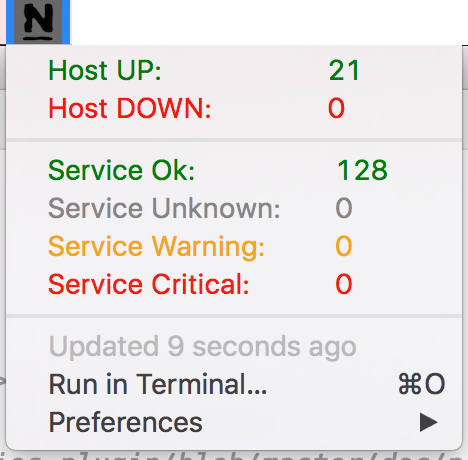 N
Host UP: 21
Host DOWN: 0
Service Ok: 128
Service Unknown: 0
Service Warning: 0
Service Critical: 0
Updated 9 seconds ago
Run in Terminal... ⌘O
Preferences ▶